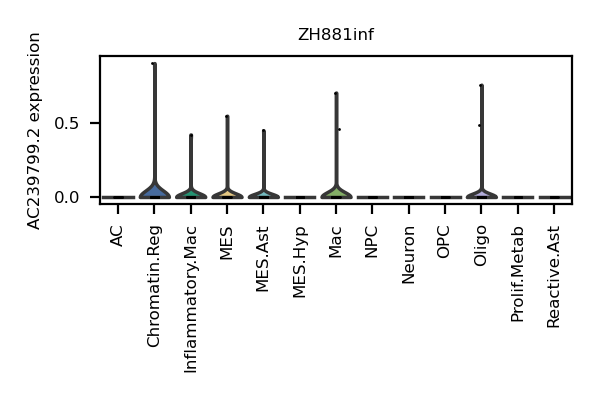 ZH881inf
AC239799.2 expression
0.5
0.0
AC
Chromatin.Reg
Inflammatory.Mac
MES
MES.Ast
MES.Hyp
Mac
NPC
Neuron
OPC
Oligo
Prolif.Metab
Reactive.Ast